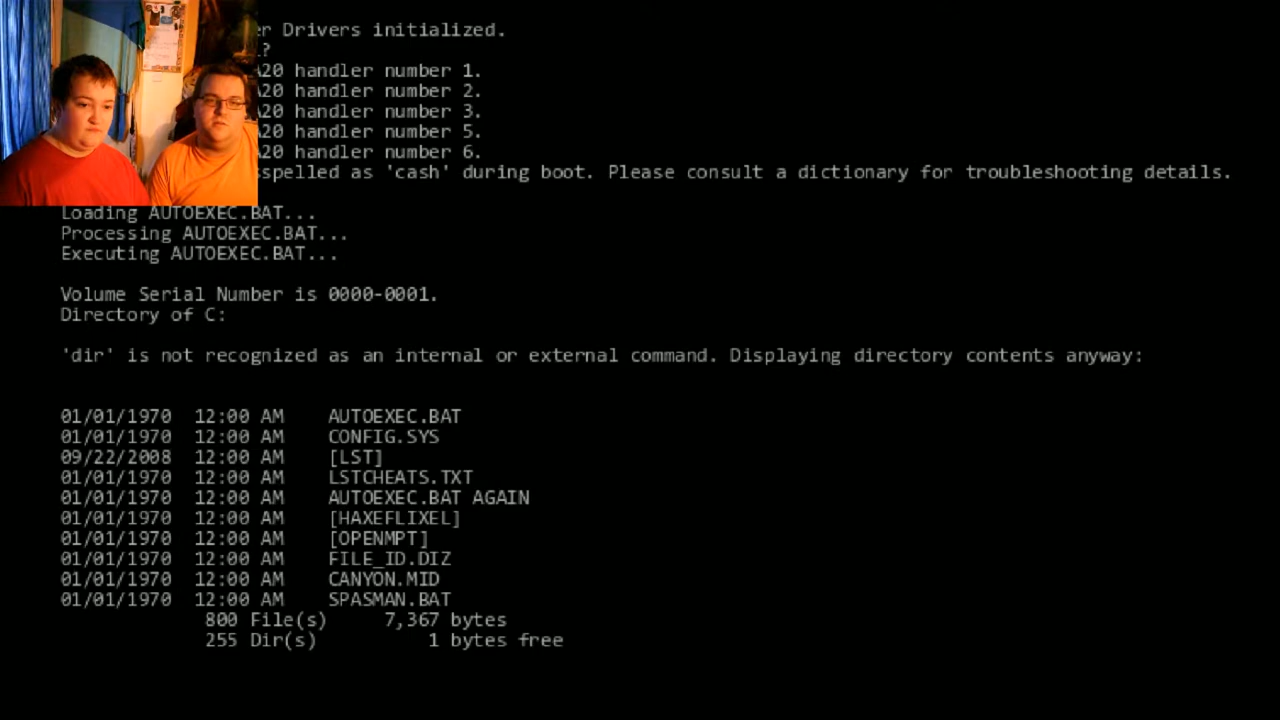 er Drivers initialized.
?
A20 handler number 1.
A20 handler number 2.
A20 handler number 3.
A20 handler number 5.
A20 handler number 6.
sspelled as 'cash' during boot. Please consult a dictionary for troubleshooting details.
Loading AUTOEXEC.BAT...
Processing AUTOEXEC.BAT...
Executing AUTOEXEC.BAT...
Volume Serial Number is 0000-0001.
Directory of C:
'dir' is not recognized as an internal or external command. Displaying directory contents anyway:
01/01/1970 12:00 AM AUTOEXEC.BAT
01/01/1970 12:00 AM CONFIG.SYS
09/22/2008 12:00 AM [LST]
01/01/1970 12:00 AM LSTCHEATS.TXT
01/01/1970 12:00 AM AUTOEXEC.BAT AGAIN
01/01/1970 12:00 AM [HAXEFLIXEL]
01/01/1970 12:00 AM [OPENMPT]
01/01/1970 12:00 AM FILE_ID.DIZ
01/01/1970 12:00 AM CANYON.MID
01/01/1970 12:00 AM SPASMAN.BAT
800 File(s) 7,367 bytes
255 Dir(s) 1 bytes free